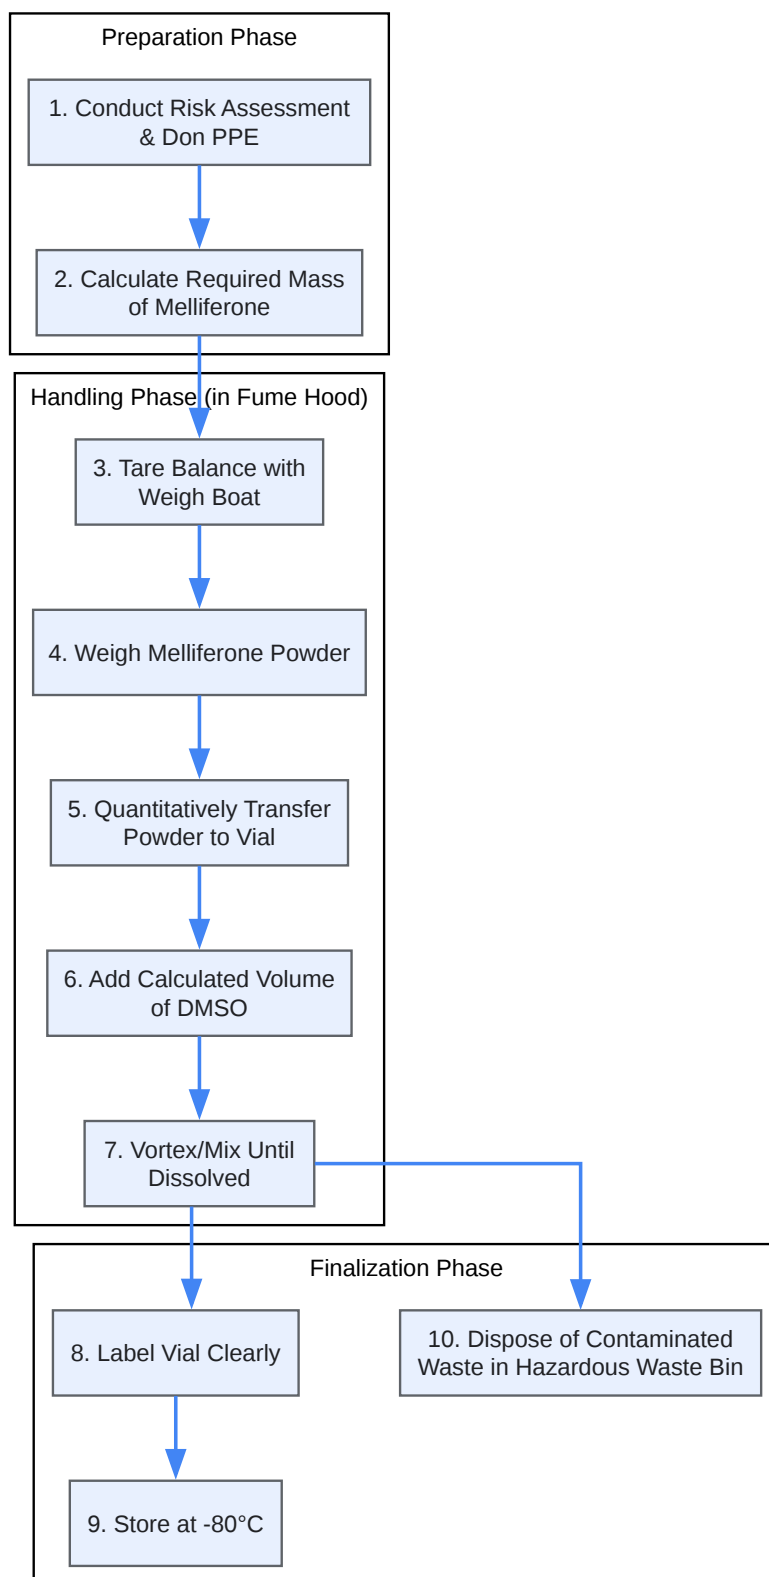 Preparation Phase
1. Conduct Risk Assessment
& Don PPE
2. Calculate Required Mass
of Melliferone
Handling Phase (in Fume Hood)
3. Tare Balance with
Weigh Boat
4. Weigh Melliferone Powder
5. Quantitatively Transfer
Powder to Vial
6. Add Calculated Volume
of DMSO
7. Vortex/Mix Until
Dissolved
Finalization Phase
8. Label Vial Clearly
10. Dispose of Contaminated
Waste in Hazardous Waste Bin
9. Store at -80°C